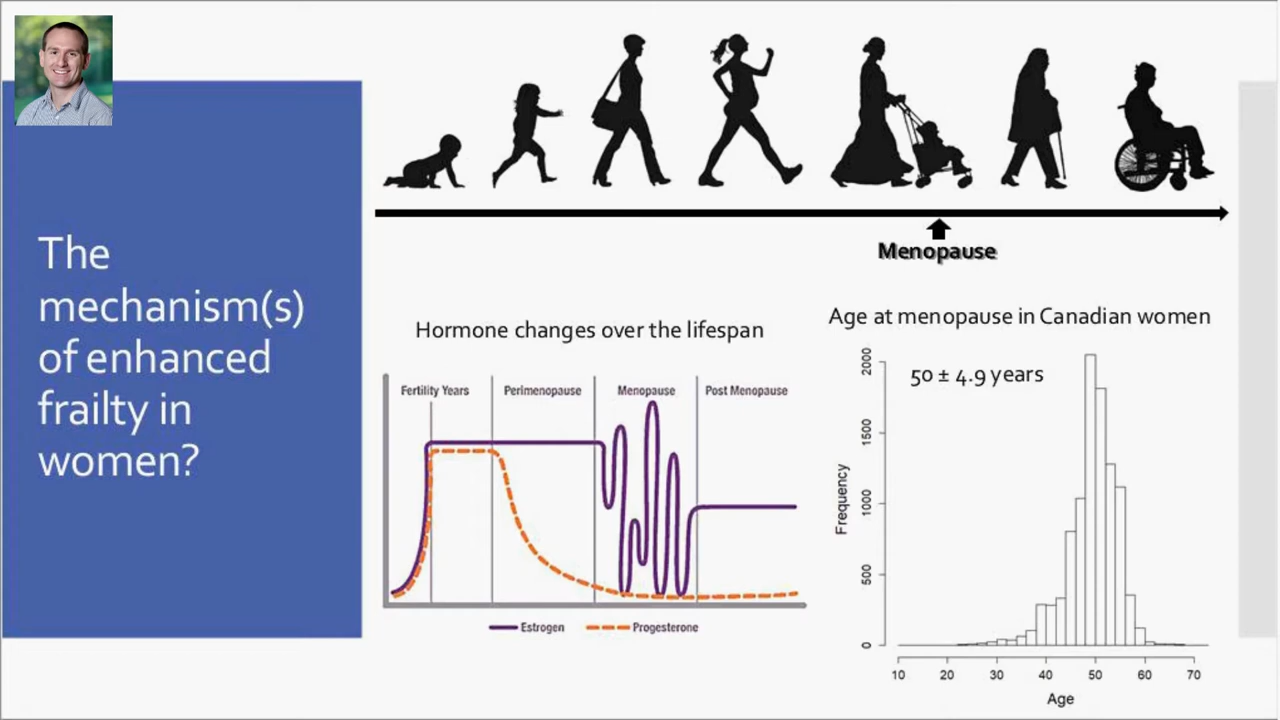 The
mechanism(s)
of enhanced
frailty in
women?
Menopause
Hormone changes over the lifespan
Fertility Years Perimenopause Menopause Post Menopause
Estrogen Progesterone
Age at menopause in Canadian women
50 ± 4.9 years
Frequency
2000
1500
1000
500
0
10 20 30 40 50 60 70
Age